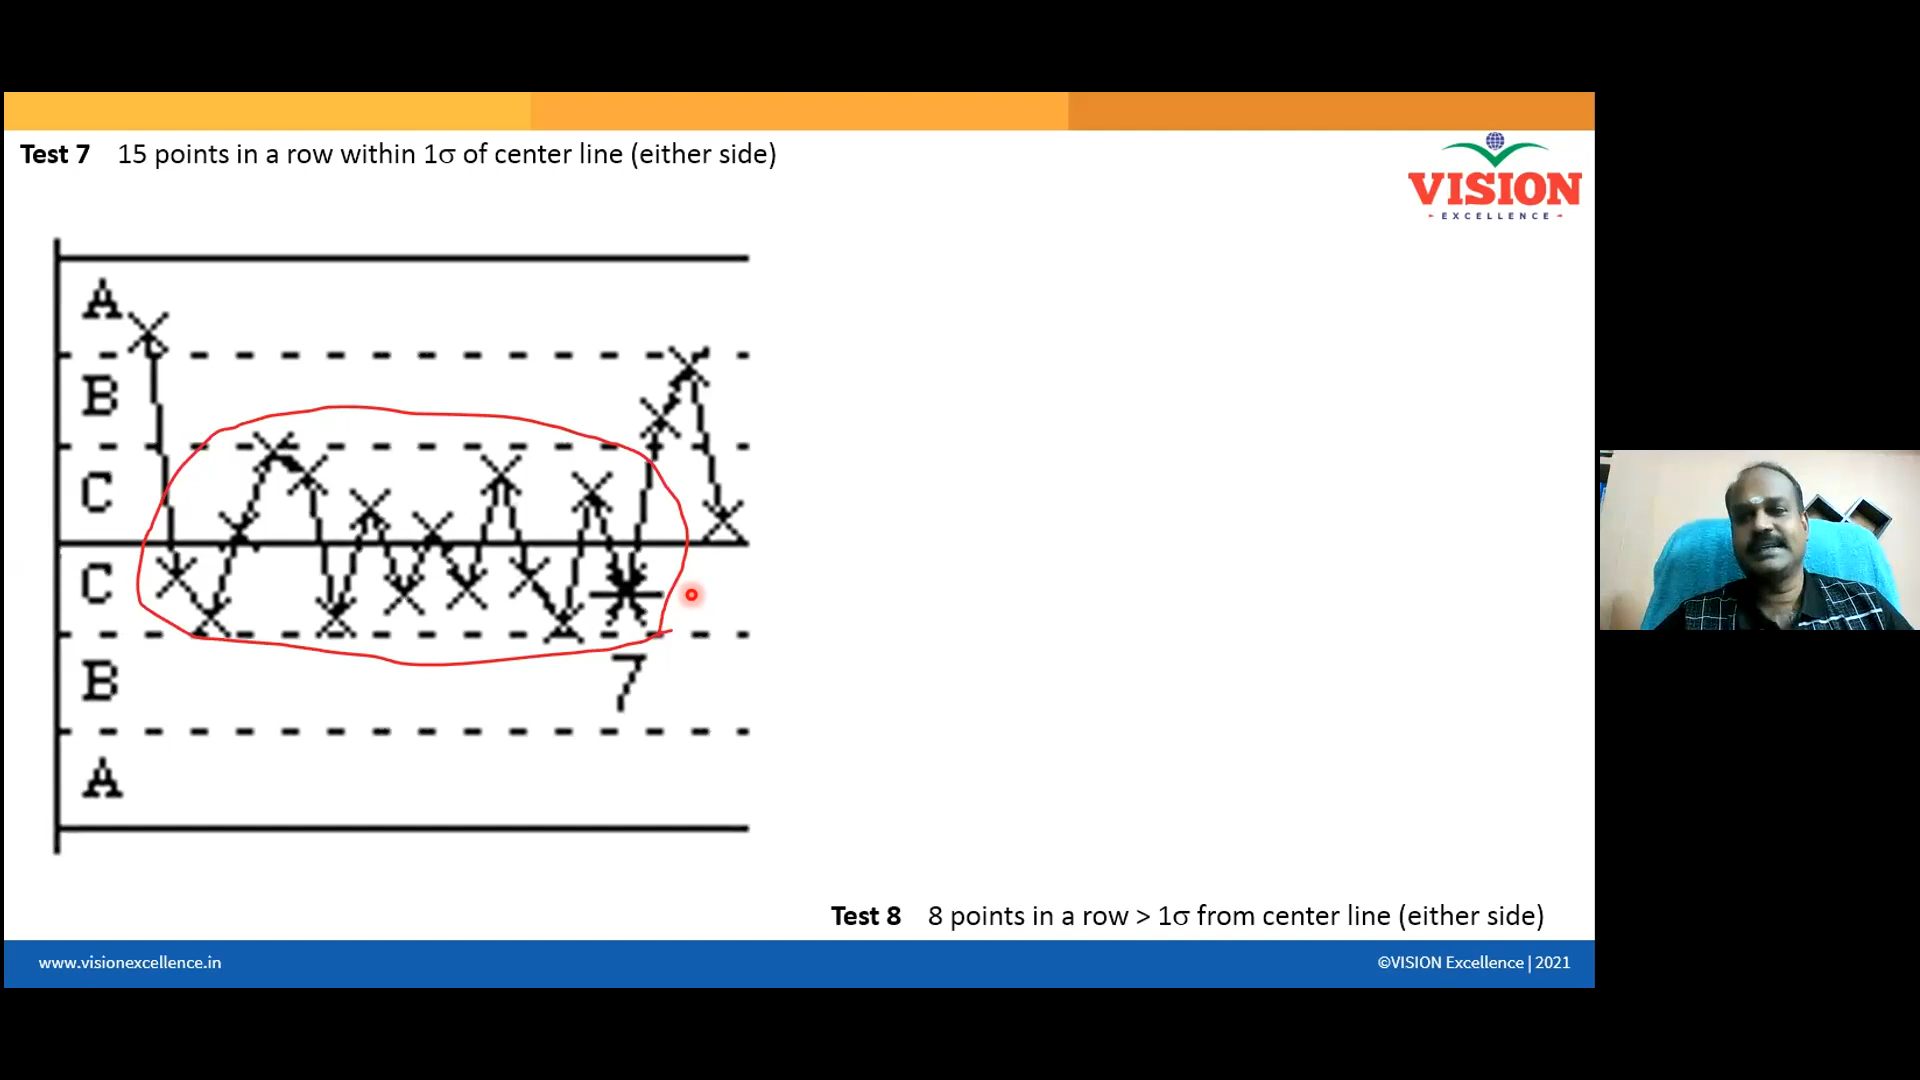 Test 7 15 points in a row within 1σ of center line (either side)
VISION
EXCELLENCE
A
B
C
C
B
7
A
Test 8 8 points in a row > 1σ from center line (either side)
www.visionexcellence.in
©VISION Excellence | 2021